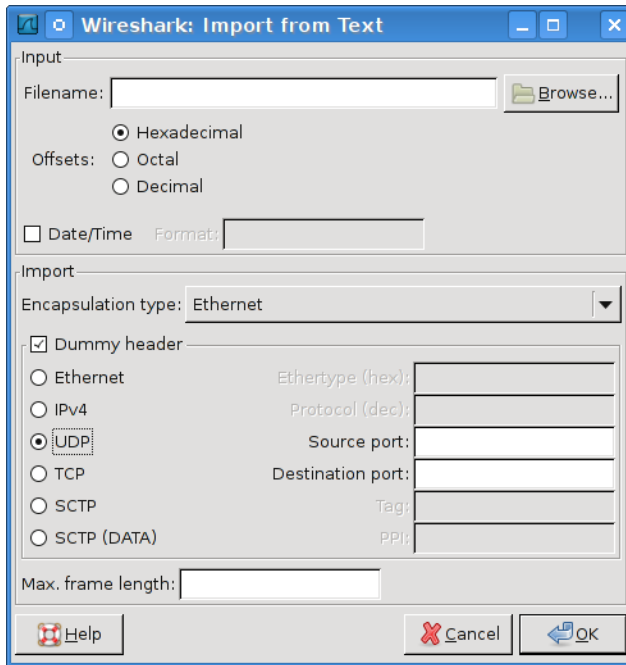 Wireshark: Import from Text
Input
Filename:
Browse...
Offsets:
Hexadecimal
Octal
Decimal
Date/Time Format:
Import
Encapsulation type: Ethernet
Dummy header
Ethernet Ethertype (hex):
IPv4 Protocol (dec):
UDP Source port:
TCP Destination port:
SCTP Tag:
SCTP (DATA) PPI:
Max. frame length:
Help Cancel OK